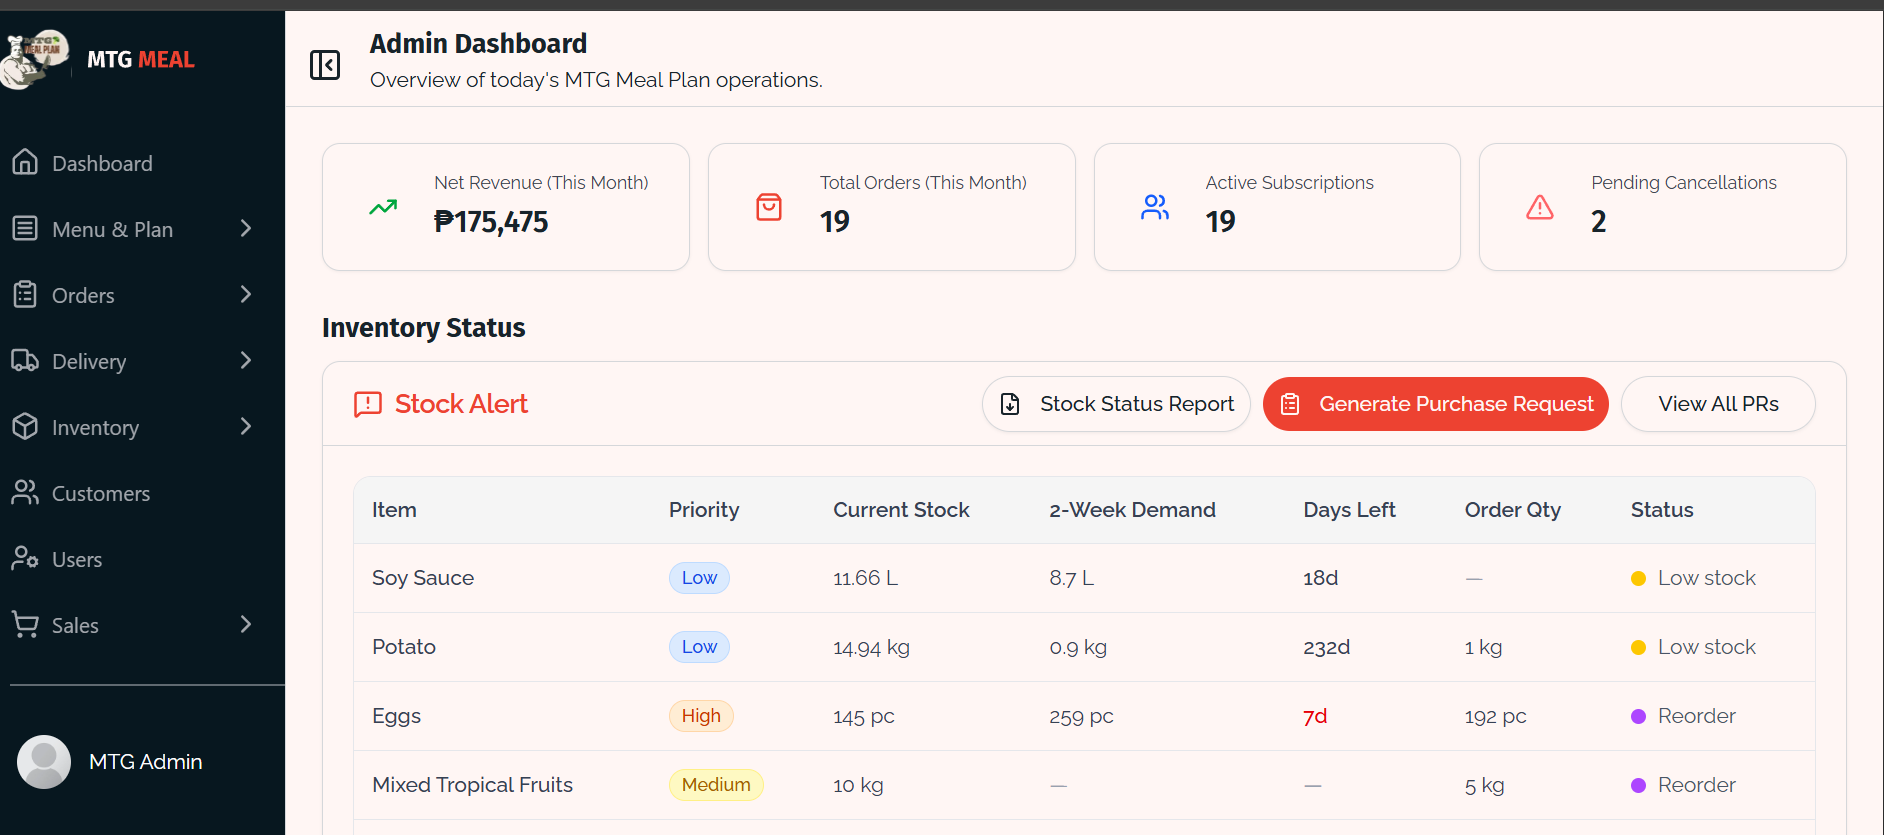 MTG MEAL PLAN
MTG MEAL
Dashboard
Menu & Plan
Orders
Delivery
Inventory
Customers
Users
Sales
MTG Admin
Admin Dashboard
Overview of today's MTG Meal Plan operations.
Net Revenue (This Month)
₱175,475
Total Orders (This Month)
19
Active Subscriptions
19
Pending Cancellations
2
Inventory Status
Stock Alert
Stock Status Report
Generate Purchase Request
View All PRs
Item Priority Current Stock 2-Week Demand Days Left Order Qty Status
Soy Sauce Low 11.66 L 8.7 L 18d — Low stock
Potato Low 14.94 kg 0.9 kg 232d 1 kg Low stock
Eggs High 145 pc 259 pc 7d 192 pc Reorder
Mixed Tropical Fruits Medium 10 kg — — 5 kg Reorder